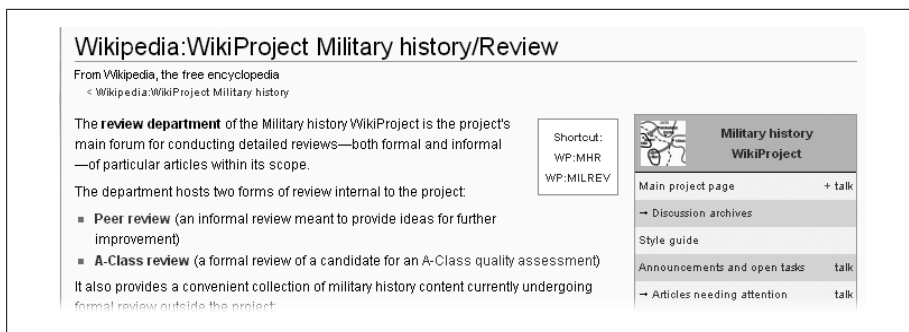 Wikipedia:WikiProject Military history/Review
From Wikipedia, the free encyclopedia
< Wikipedia:WikiProject Military history
The review department of the Military history WikiProject is the project's
main forum for conducting detailed reviews—both formal and informal
—of particular articles within its scope.
The department hosts two forms of review internal to the project:
▪ Peer review (an informal review meant to provide ideas for further
improvement)
▪ A-Class review (a formal review of a candidate for an A-Class quality assessment)
It also provides a convenient collection of military history content currently undergoing
formal review outside the project:
Shortcut:
WP:MHR
WP:MILREV
Military history
WikiProject
Main project page + talk
→ Discussion archives
Style guide
Announcements and open tasks talk
→ Articles needing attention talk